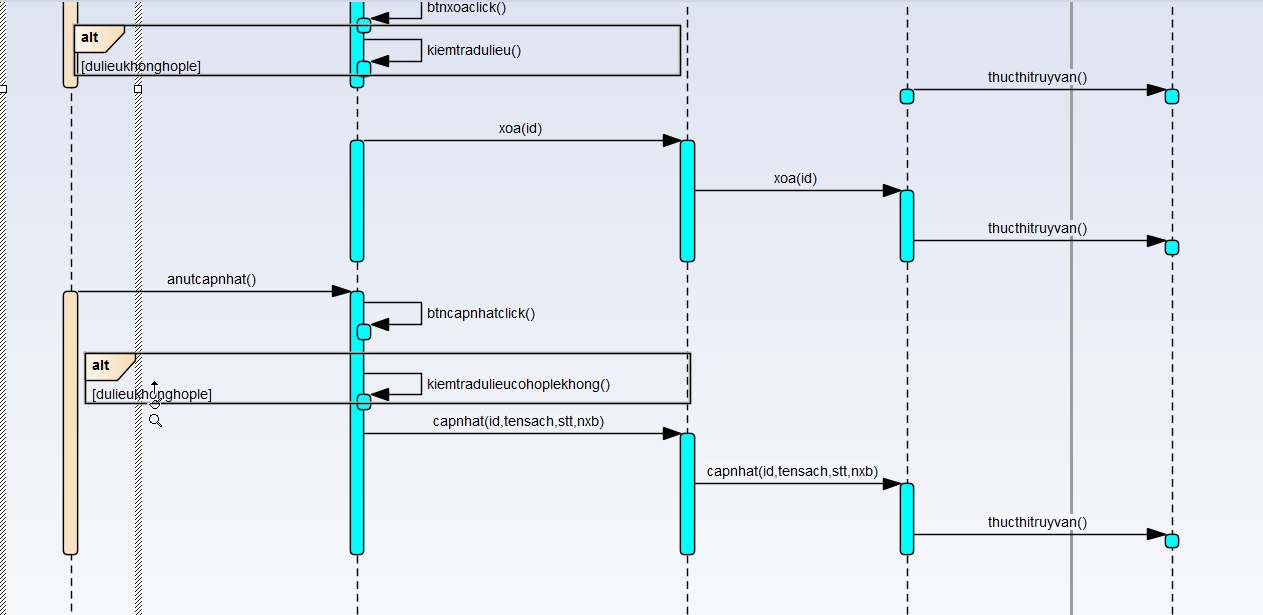 btnxoaclick()
alt
kiemtradulieu()
[dulieukhonghople]
thucthitruyvan()
xoa(id)
xoa(id)
thucthitruyvan()
anutcapnhat()
btncapnhatclick()
alt
kiemtradulieucohoplekhong()
[dulieukhonghople]
capnhat(id,tensach,stt,nxb)
capnhat(id,tensach,stt,nxb)
thucthitruyvan()